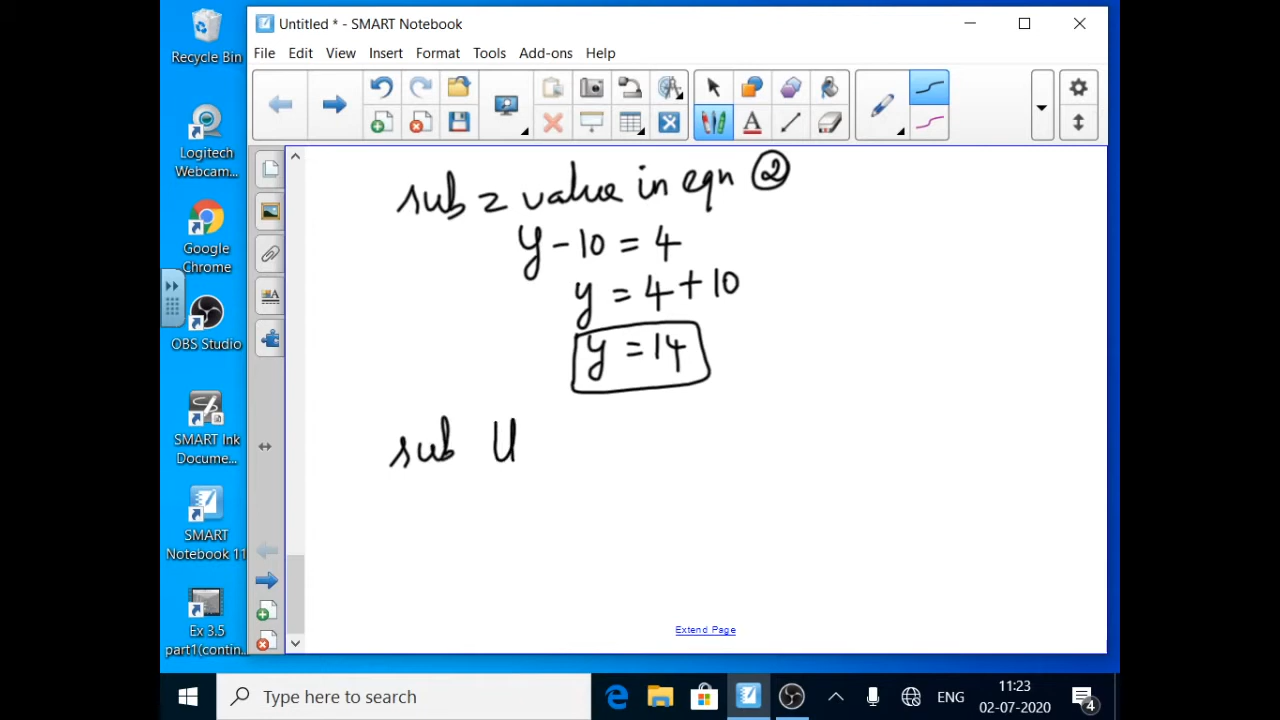 Recycle Bin
Logitech
Webcam...
Google
Chrome
OBS Studio
SMART Ink
Docume...
SMART
Notebook 11
Ex 3.5
part1(contin...
Untitled * - SMART Notebook
File Edit View Insert Format Tools Add-ons Help
sub z value in eqn ②
y - 10 = 4
y = 4 + 10
y = 14
sub
Extend Page
Type here to search
ENG
11:23
02-07-2020
4